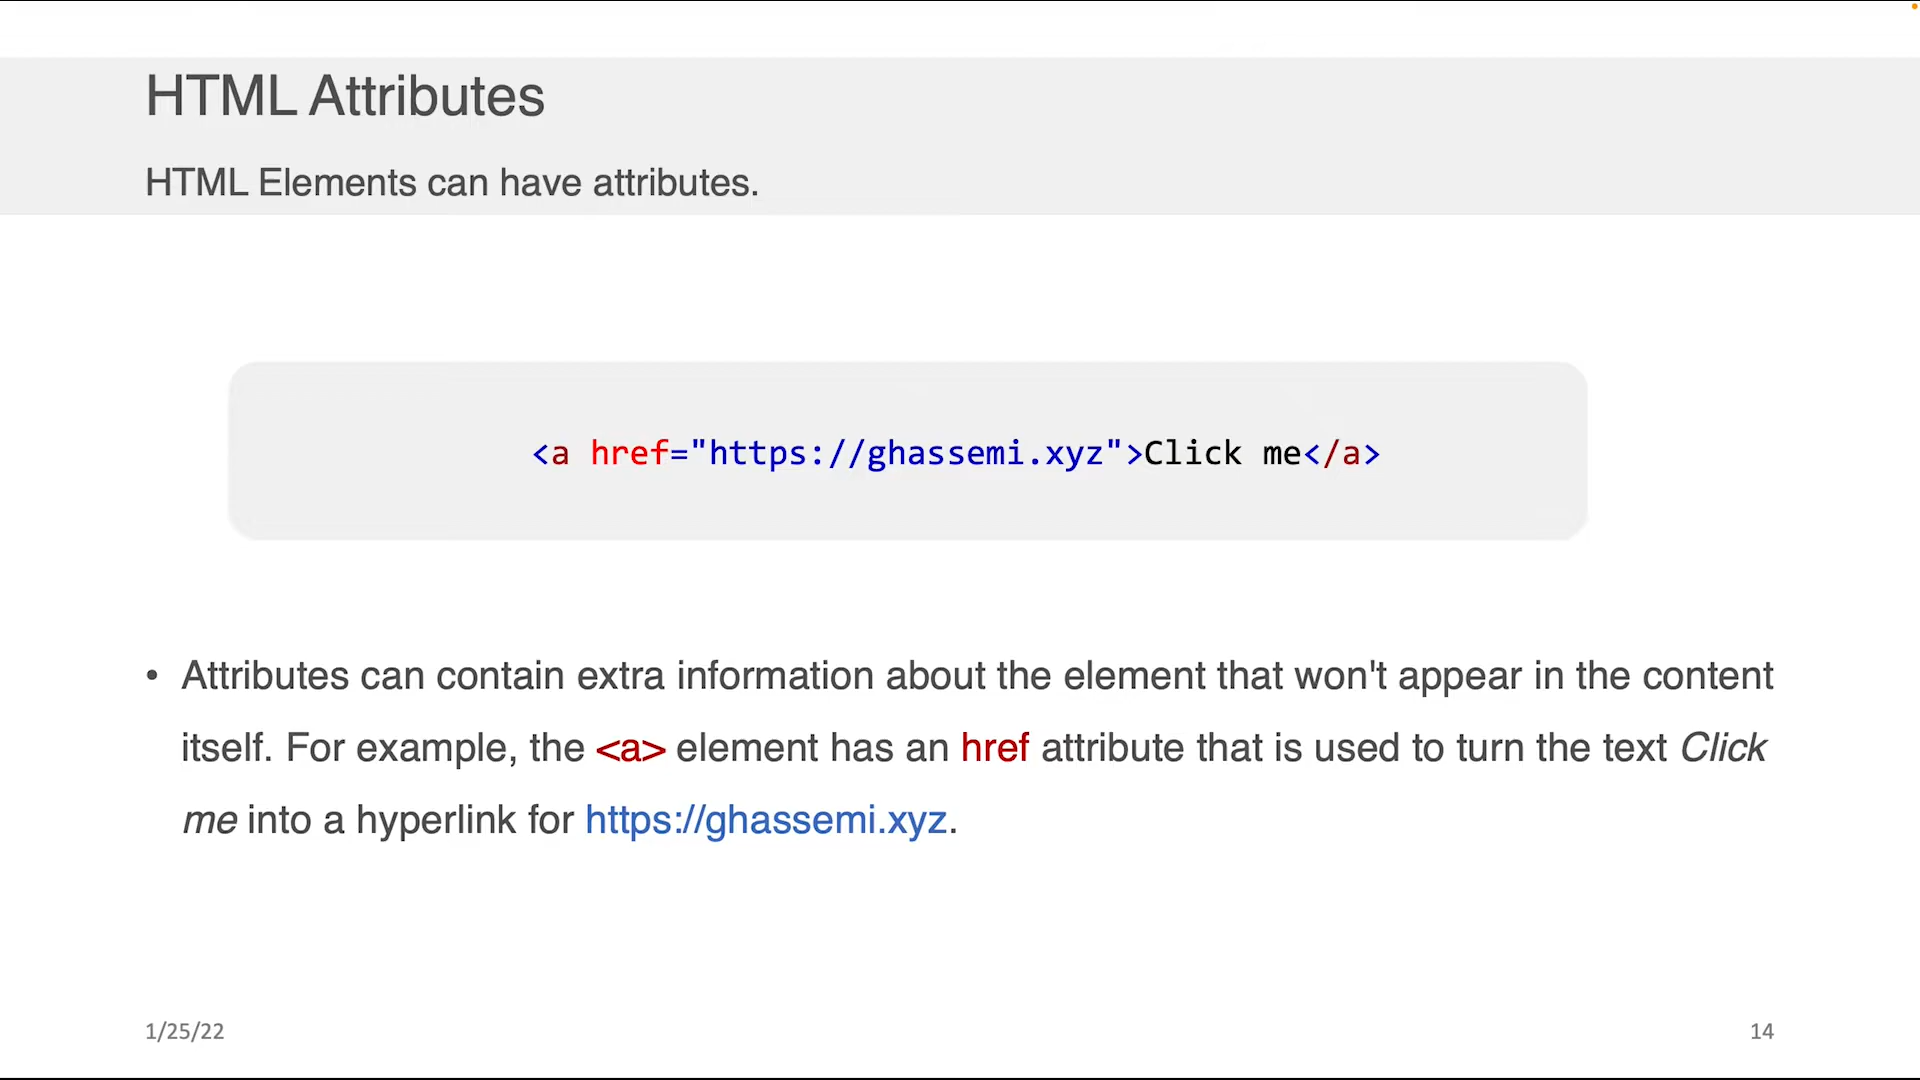 HTML Attributes
HTML Elements can have attributes.
<a href="https://ghassemi.xyz">Click me</a>
• Attributes can contain extra information about the element that won't appear in the content
itself. For example, the <a> element has an href attribute that is used to turn the text Click
me into a hyperlink for https://ghassemi.xyz.
1/25/22
14